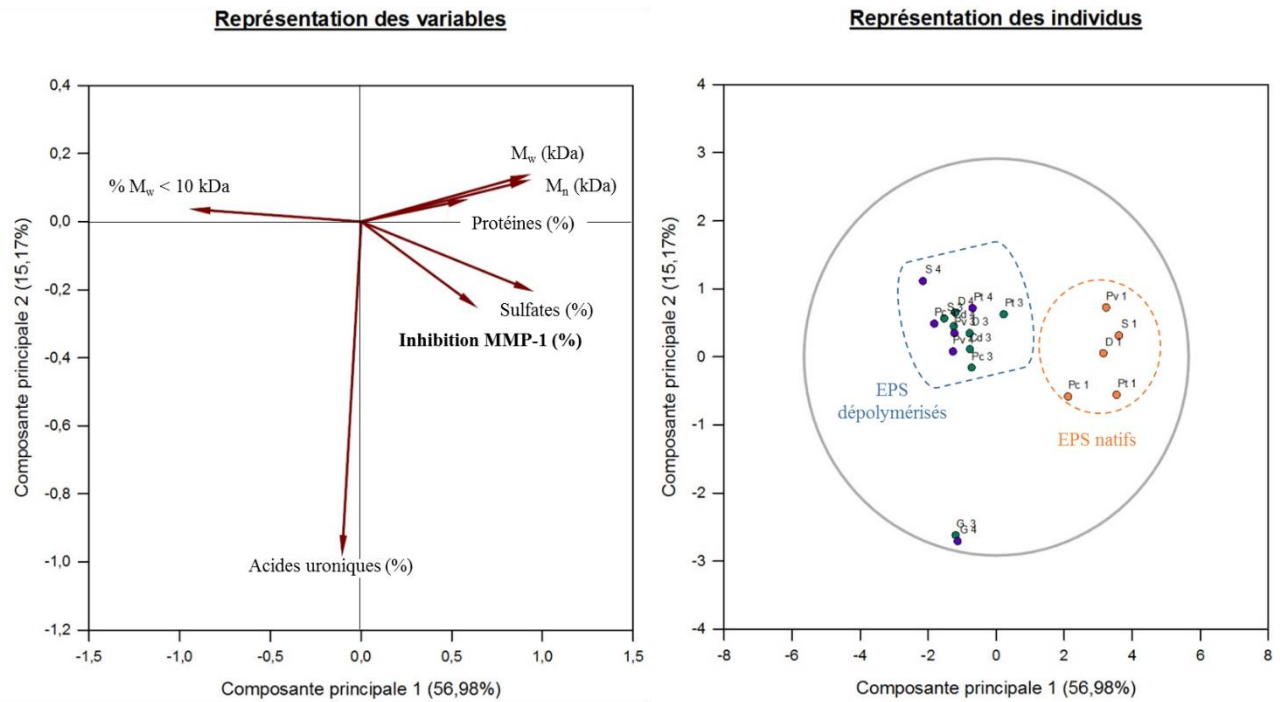 Représentation des variables
0,4
0,2
0,0
-0,2
-0,4
-0,6
-0,8
-1,0
-1,2
Composante principale 2 (15,17%)
M_w (kDa)
M_n (kDa)
% M_w < 10 kDa
Protéines (%)
Sulfates (%)
Inhibition MMP-1 (%)
Acides uroniques (%)
-1,5 -1,0 -0,5 0,0 0,5 1,0 1,5
Composante principale 1 (56,98%)
Représentation des individus
4
3
2
1
0
-1
-2
-3
-4
Composante principale 2 (15,17%)
S 4
D 4
Pt 4
Pt 3
S 3
D 3
Pc 3
Pv 1
S 1
D 1
Pc 1
Pt 1
EPS
dépolymérisés
EPS natifs
G 3
G 4
-8 -6 -4 -2 0 2 4 6 8
Composante principale 1 (56,98%)